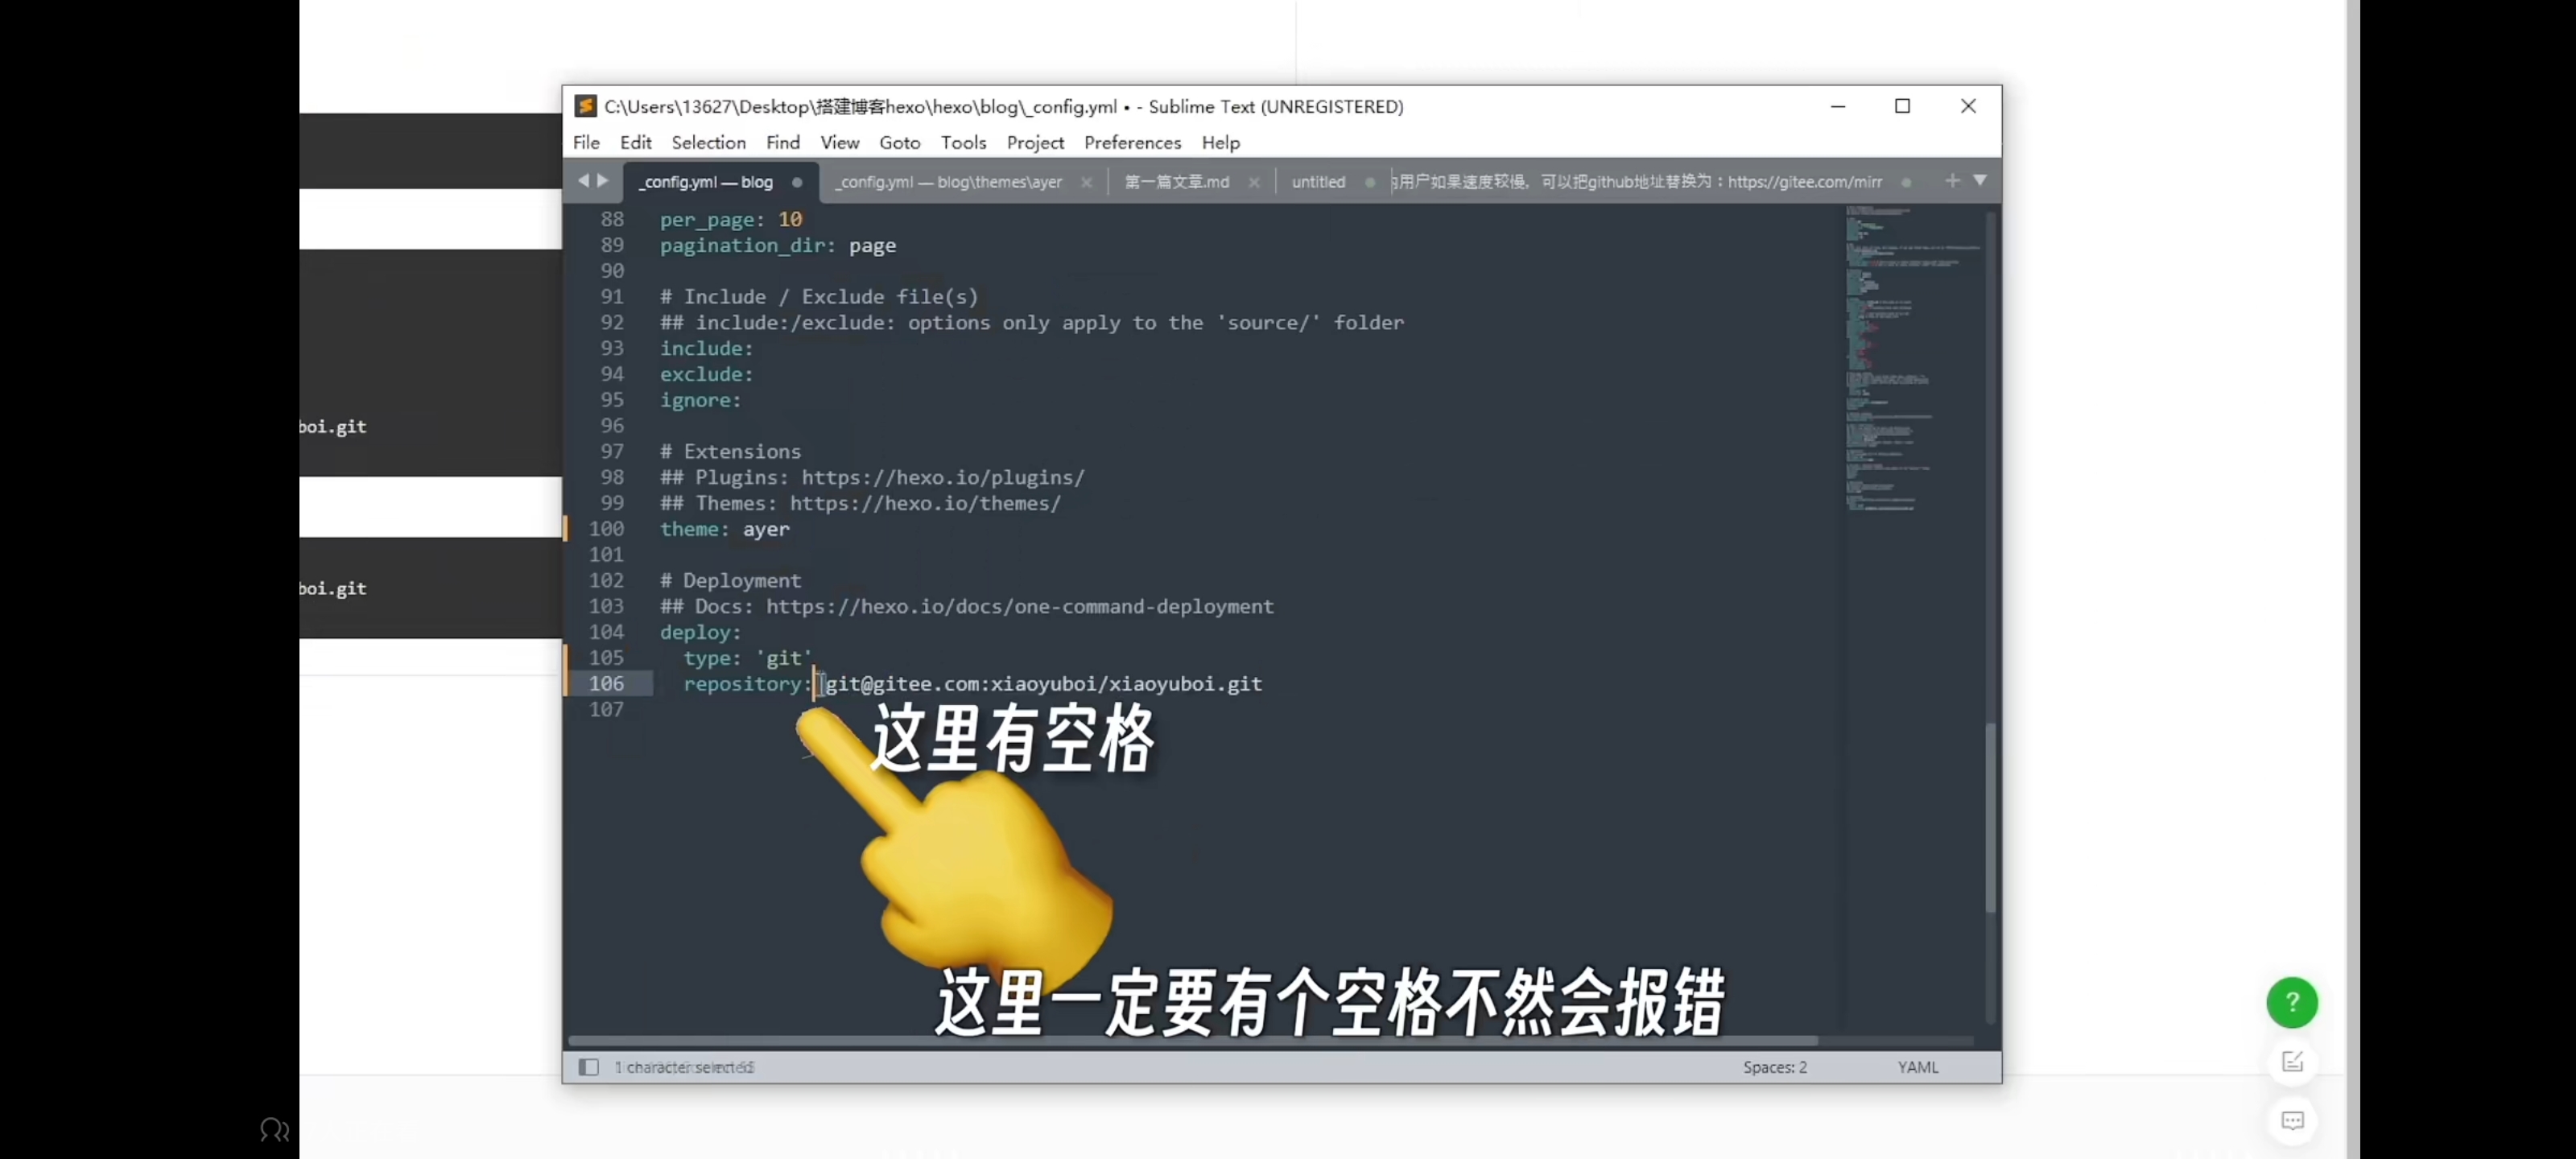 C:\Users\13627\Desktop\搭建博客hexo\hexo\blog\_config.yml • - Sublime Text (UNREGISTERED)
File Edit Selection Find View Goto Tools Project Preferences Help
_config.yml — blog
_config.yml — blog\themes\ayer
第一篇文章.md
untitled
用户如果速度较慢，可以把github地址替换为：https://gitee.com/mirr
88 per_page: 10
89 pagination_dir: page
90
91 # Include / Exclude file(s)
92 ## include:/exclude: options only apply to the 'source/' folder
93 include:
94 exclude:
95 ignore:
96
97 # Extensions
98 ## Plugins: https://hexo.io/plugins/
99 ## Themes: https://hexo.io/themes/
100 theme: ayer
101
102 # Deployment
103 ## Docs: https://hexo.io/docs/one-command-deployment
104 deploy:
105 type: 'git'
106 repository: git@gitee.com:xiaoyuboi/xiaoyuboi.git
107
boi.git
boi.git
这里有空格
这里一定要有个空格不然会报错
1 character selected
Spaces: 2
YAML
?